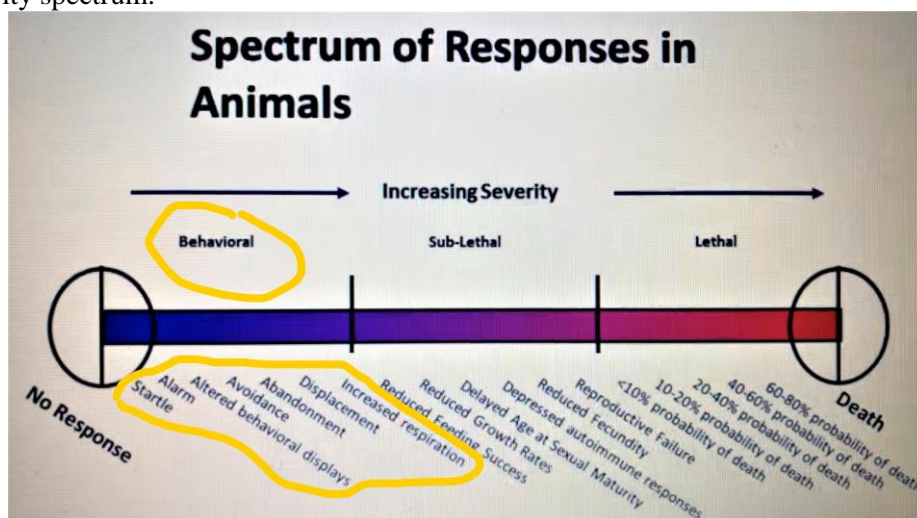 ity spectrum.
Spectrum of Responses in
Animals
Increasing Severity
Behavioral
Sub-Lethal
Lethal
No Response
Startle
Alarm
Altered behavioral displays
Avoidance
Abandonment
Displacement
Increased respiration
Reduced Feeding Success
Reduced Growth Rates
Delayed Age at Sexual Maturity
Depressed autoimmune responses
Reduced Fecundity
Reproductive Failure
<10% probability of death
10-20% probability of death
20-40% probability of death
40-60% probability of death
60-80% probability of death
Death